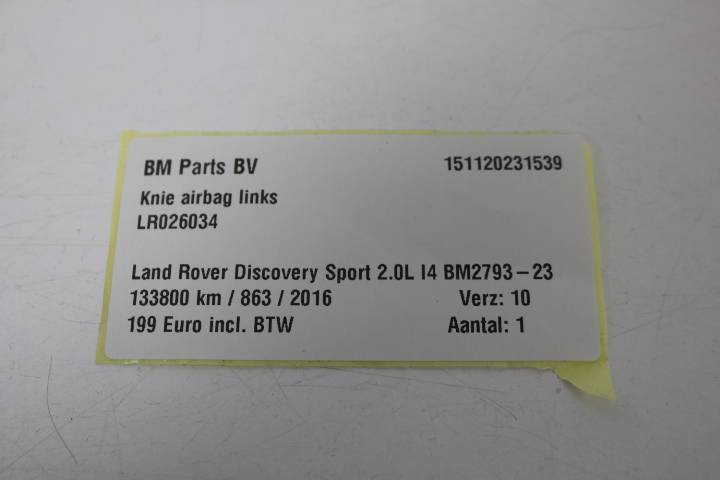 BM Parts BV 151120231539
Knie airbag links
LR026034
Land Rover Discovery Sport 2.0L I4 BM2793-23
133800 km / 863 / 2016 Verz: 10
199 Euro incl. BTW Aantal: 1